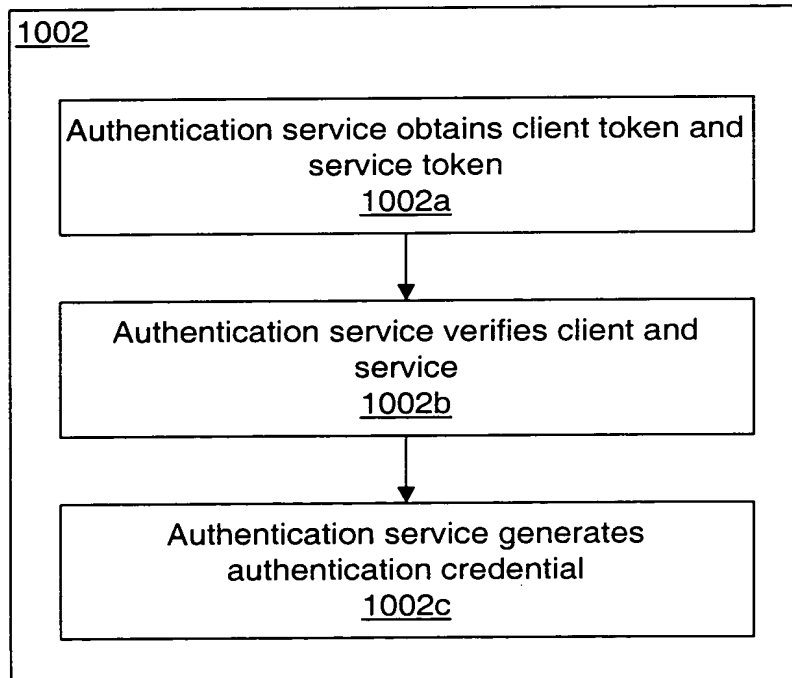 1002
Authentication service obtains client token and
service token
1002a
Authentication service verifies client and
service
1002b
Authentication service generates
authentication credential
1002c